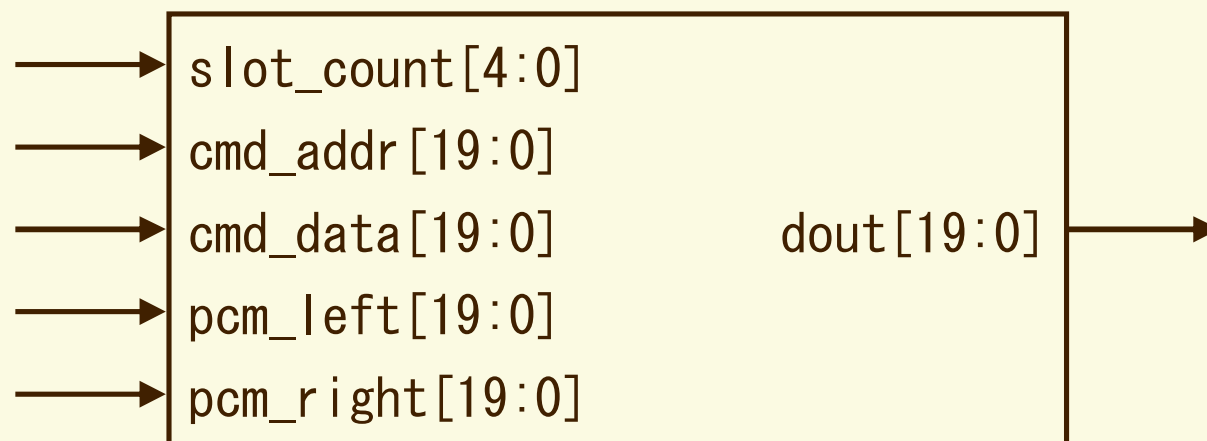 slot_count[4:0]
cmd_addr[19:0]
cmd_data[19:0]
dout[19:0]
pcm_left[19:0]
pcm_right[19:0]